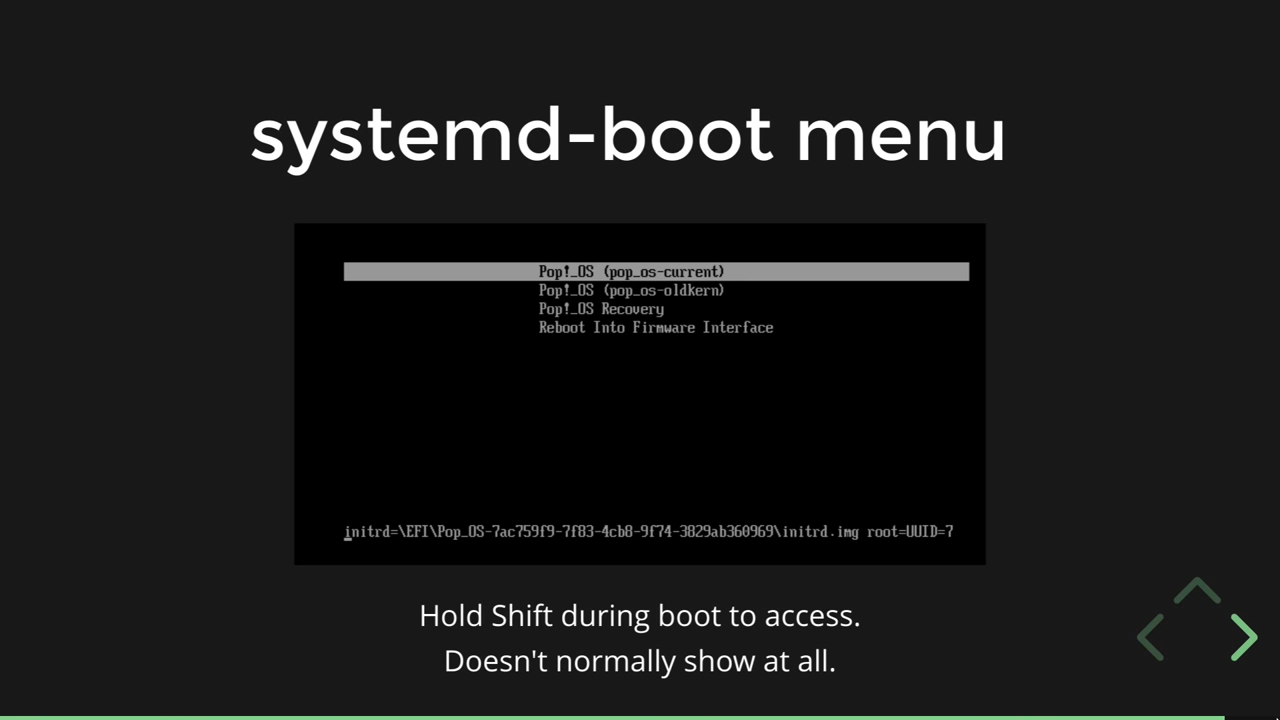 systemd-boot menu
Pop!_OS (pop_os-current)
Pop!_OS (pop_os-oldkern)
Pop!_OS Recovery
Reboot Into Firmware Interface
initrd=\EFI\Pop_OS-7ac759f9-7f83-4cb8-9f74-3829ab360969\initrd.img root=UUID=7
Hold Shift during boot to access.
Doesn't normally show at all.